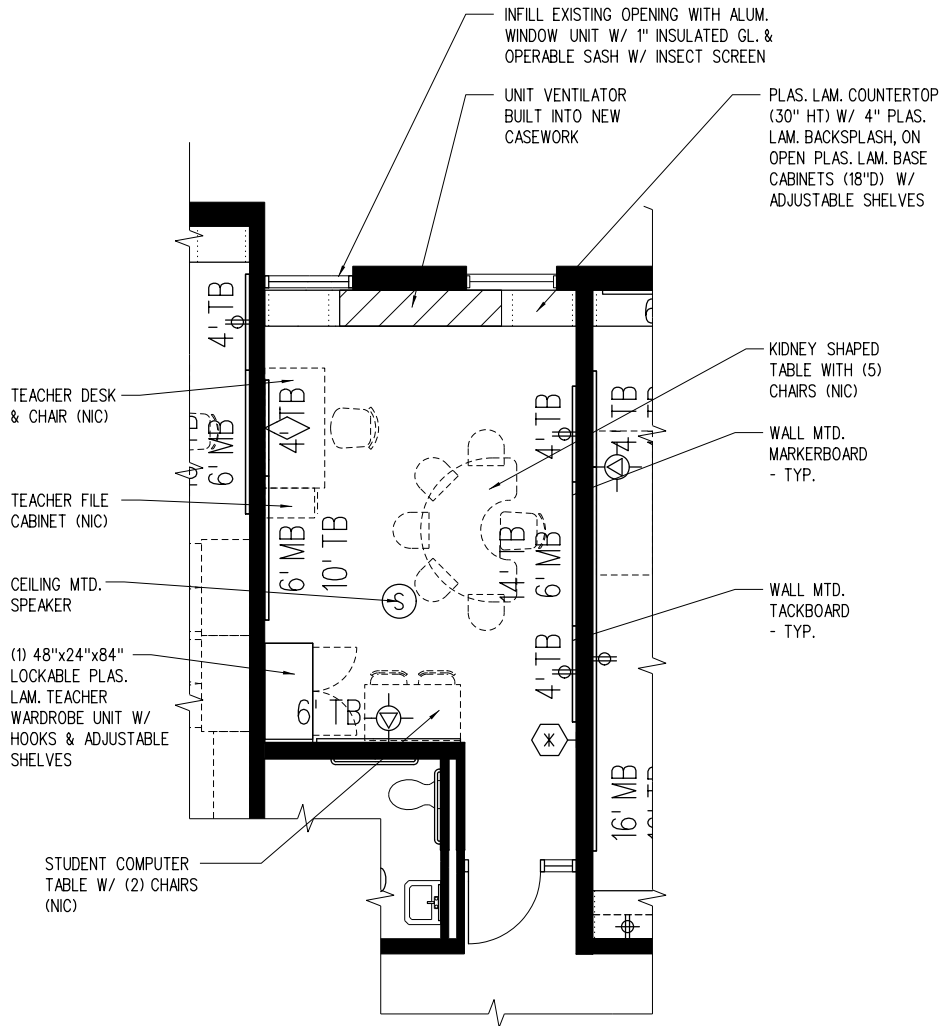 INFILL EXISTING OPENING WITH ALUM.
WINDOW UNIT W/ 1" INSULATED GL. &
OPERABLE SASH W/ INSECT SCREEN
UNIT VENTILATOR
BUILT INTO NEW
CASEWORK
PLAS. LAM. COUNTERTOP
(30" HT) W/ 4" PLAS.
LAM. BACKSPLASH, ON
OPEN PLAS. LAM. BASE
CABINETS (18"D) W/
ADJUSTABLE SHELVES
KIDNEY SHAPED
TABLE WITH (5)
CHAIRS (NIC)
WALL MTD.
MARKERBOARD
- TYP.
WALL MTD.
TACKBOARD
- TYP.
TEACHER DESK
& CHAIR (NIC)
TEACHER FILE
CABINET (NIC)
CEILING MTD.
SPEAKER
(1) 48"x24"x84"
LOCKABLE PLAS.
LAM. TEACHER
WARDROBE UNIT W/
HOOKS & ADJUSTABLE
SHELVES
STUDENT COMPUTER
TABLE W/ (2) CHAIRS
(NIC)
4' TB
6' MB
4' TB
6' MB
10' TB
S
6' TB
14' TB
4' TB
6' MB
4' TB
4' TB
16' MB